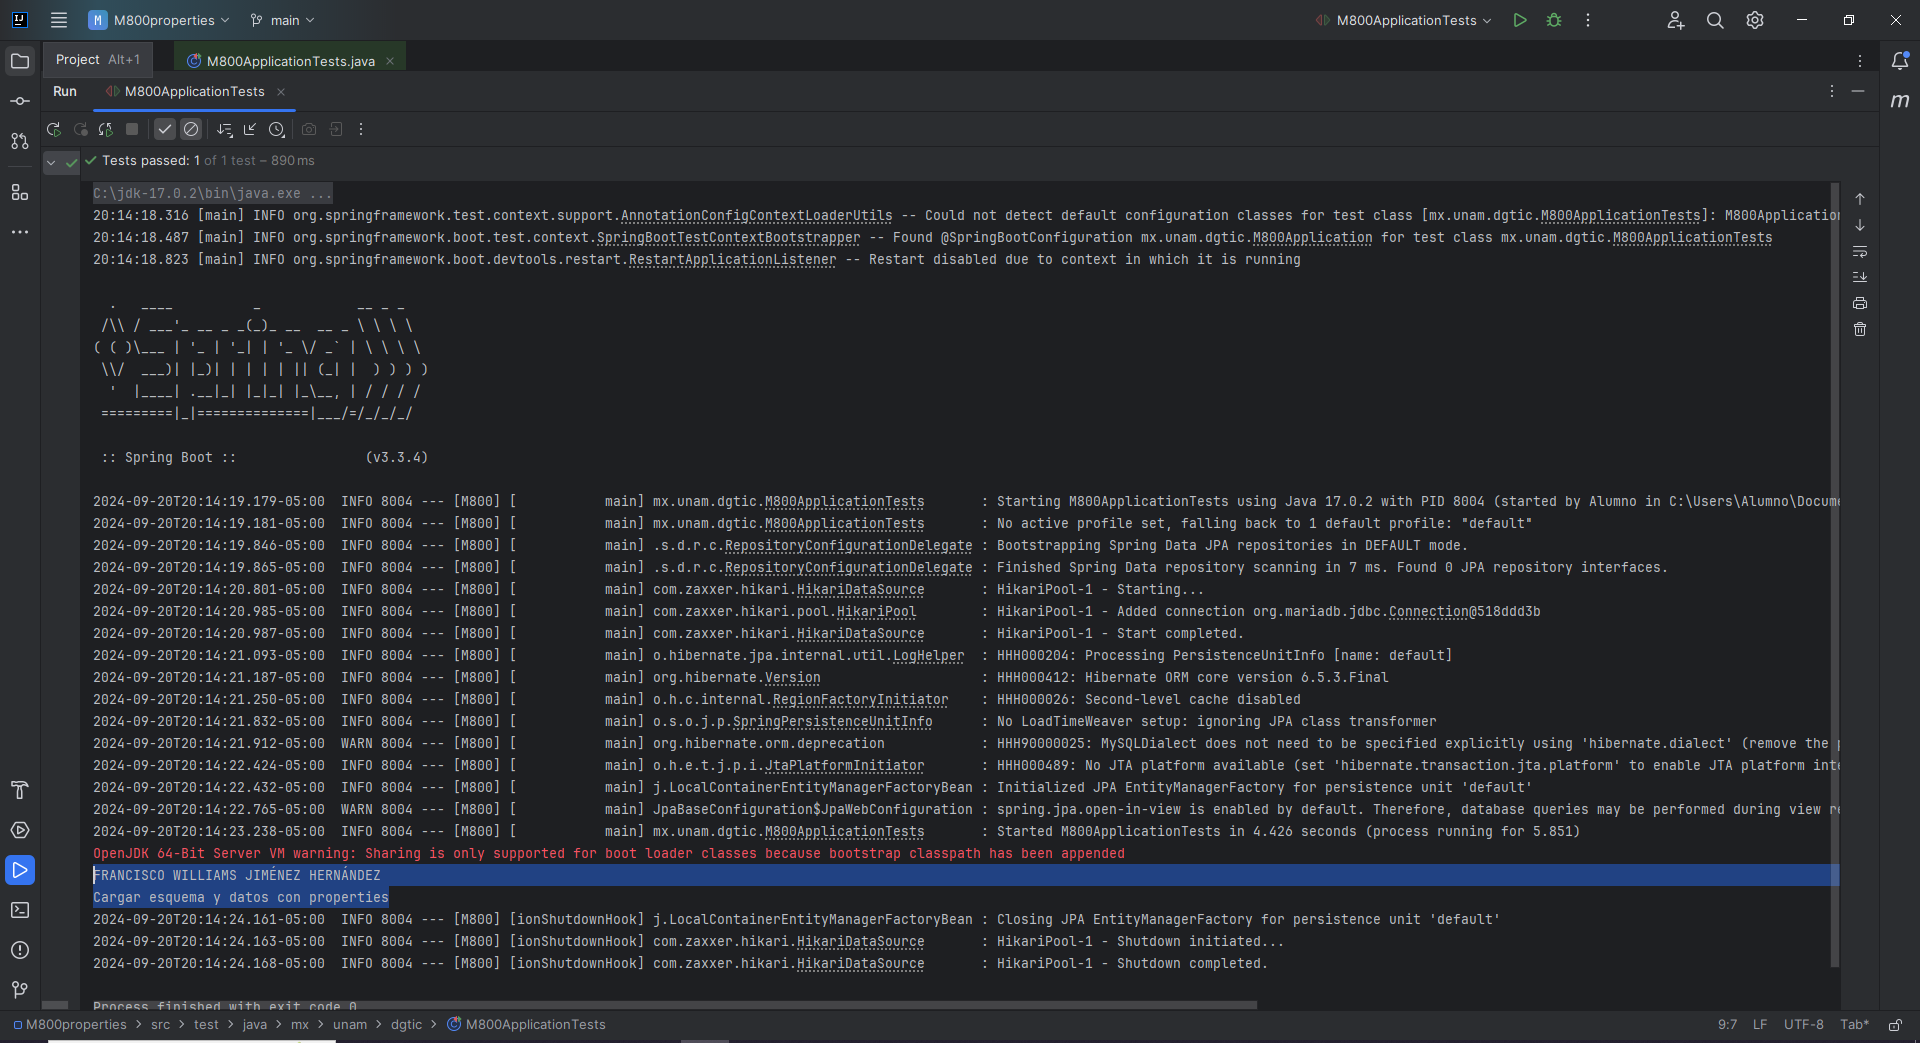 M M800properties main M800ApplicationTests
Project Alt+1 M800ApplicationTests.java
Run M800ApplicationTests
Tests passed: 1 of 1 test – 890 ms
C:\jdk-17.0.2\bin\java.exe ...
20:14:18.316 [main] INFO org.springframework.test.context.support.AnnotationConfigContextLoaderUtils -- Could not detect default configuration classes for test class [mx.unam.dgtic.M800ApplicationTests]: M800Application
20:14:18.487 [main] INFO org.springframework.boot.test.context.SpringBootTestContextBootstrapper -- Found @SpringBootConfiguration mx.unam.dgtic.M800Application for test class mx.unam.dgtic.M800ApplicationTests
20:14:18.823 [main] INFO org.springframework.boot.devtools.restart.RestartApplicationListener -- Restart disabled due to context in which it is running
  .   ____          _            __ _ _
 /\\ / ___'_ __ _ _(_)_ __  __ _ \ \ \ \
( ( )\___ | '_ | '_| | '_ \/ _` | \ \ \ \
 \\/  ___)| |_)| | | | | || (_| |  ) ) ) )
  '  |____| .__|_| |_|_| |_\__, | / / / /
 =========|_|==============|___/=/_/_/_/
 :: Spring Boot ::                (v3.3.4)
2024-09-20T20:14:19.179-05:00  INFO 8004 --- [M800] [           main] mx.unam.dgtic.M800ApplicationTests       : Starting M800ApplicationTests using Java 17.0.2 with PID 8004 (started by Alumno in C:\Users\Alumno\Docume
2024-09-20T20:14:19.181-05:00  INFO 8004 --- [M800] [           main] mx.unam.dgtic.M800ApplicationTests       : No active profile set, falling back to 1 default profile: "default"
2024-09-20T20:14:19.846-05:00  INFO 8004 --- [M800] [           main] .s.d.r.c.RepositoryConfigurationDelegate : Bootstrapping Spring Data JPA repositories in DEFAULT mode.
2024-09-20T20:14:19.865-05:00  INFO 8004 --- [M800] [           main] .s.d.r.c.RepositoryConfigurationDelegate : Finished Spring Data repository scanning in 7 ms. Found 0 JPA repository interfaces.
2024-09-20T20:14:20.801-05:00  INFO 8004 --- [M800] [           main] com.zaxxer.hikari.HikariDataSource       : HikariPool-1 - Starting...
2024-09-20T20:14:20.985-05:00  INFO 8004 --- [M800] [           main] com.zaxxer.hikari.pool.HikariPool        : HikariPool-1 - Added connection org.mariadb.jdbc.Connection@518ddd3b
2024-09-20T20:14:20.987-05:00  INFO 8004 --- [M800] [           main] com.zaxxer.hikari.HikariDataSource       : HikariPool-1 - Start completed.
2024-09-20T20:14:21.093-05:00  INFO 8004 --- [M800] [           main] o.hibernate.jpa.internal.util.LogHelper  : HHH000204: Processing PersistenceUnitInfo [name: default]
2024-09-20T20:14:21.187-05:00  INFO 8004 --- [M800] [           main] org.hibernate.Version                    : HHH000412: Hibernate ORM core version 6.5.3.Final
2024-09-20T20:14:21.250-05:00  INFO 8004 --- [M800] [           main] o.h.c.internal.RegionFactoryInitiator    : HHH000026: Second-level cache disabled
2024-09-20T20:14:21.832-05:00  INFO 8004 --- [M800] [           main] o.s.o.j.p.SpringPersistenceUnitInfo      : No LoadTimeWeaver setup: ignoring JPA class transformer
2024-09-20T20:14:21.912-05:00  WARN 8004 --- [M800] [           main] org.hibernate.orm.deprecation            : HHH90000025: MySQLDialect does not need to be specified explicitly using 'hibernate.dialect' (remove the p
2024-09-20T20:14:22.424-05:00  INFO 8004 --- [M800] [           main] o.h.e.t.j.p.i.JtaPlatformInitiator       : HHH000489: No JTA platform available (set 'hibernate.transaction.jta.platform' to enable JTA platform inte
2024-09-20T20:14:22.432-05:00  INFO 8004 --- [M800] [           main] j.LocalContainerEntityManagerFactoryBean : Initialized JPA EntityManagerFactory for persistence unit 'default'
2024-09-20T20:14:22.765-05:00  WARN 8004 --- [M800] [           main] JpaBaseConfiguration$JpaWebConfiguration : spring.jpa.open-in-view is enabled by default. Therefore, database queries may be performed during view re
2024-09-20T20:14:23.238-05:00  INFO 8004 --- [M800] [           main] mx.unam.dgtic.M800ApplicationTests       : Started M800ApplicationTests in 4.426 seconds (process running for 5.851)
OpenJDK 64-Bit Server VM warning: Sharing is only supported for boot loader classes because bootstrap classpath has been appended
FRANCISCO WILLIAMS JIMÉNEZ HERNÁNDEZ
Cargar esquema y datos con properties
2024-09-20T20:14:24.161-05:00  INFO 8004 --- [M800] [ionShutdownHook] j.LocalContainerEntityManagerFactoryBean : Closing JPA EntityManagerFactory for persistence unit 'default'
2024-09-20T20:14:24.163-05:00  INFO 8004 --- [M800] [ionShutdownHook] com.zaxxer.hikari.HikariDataSource       : HikariPool-1 - Shutdown initiated...
2024-09-20T20:14:24.168-05:00  INFO 8004 --- [M800] [ionShutdownHook] com.zaxxer.hikari.HikariDataSource       : HikariPool-1 - Shutdown completed.
Process finished with exit code 0
M800properties > src > test > java > mx > unam > dgtic > M800ApplicationTests 9:7 LF UTF-8 Tab*